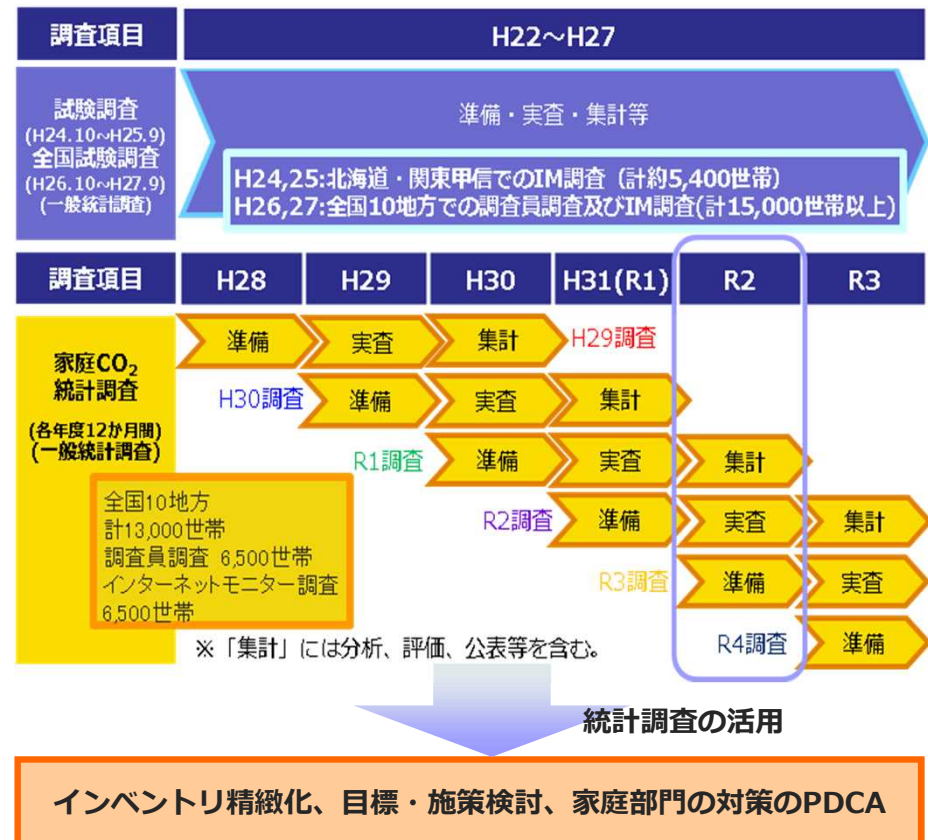 調査項目
H22～H27
試験調査
(H24.10~H25.9)
全国試験調査
(H26.10~H27.9)
(一般統計調査)
準備・実査・集計等
H24,25:北海道・関東甲信でのIM調査（計約5,400世帯）
H26,27:全国10地方での調査員調査及びIM調査(計15,000世帯以上)
調査項目 H28 H29 H30 H31(R1) R2 R3
家庭CO₂
統計調査
(各年度12か月間)
(一般統計調査)
準備 実査 集計 H29調査
H30調査 準備 実査 集計
R1調査 準備 実査 集計
R2調査 準備 実査 集計
R3調査 準備 実査
R4調査 準備
全国10地方
計13,000世帯
調査員調査 6,500世帯
インターネットモニター調査
6,500世帯
※「集計」には分析、評価、公表等を含む。
統計調査の活用
インベントリ精緻化、目標・施策検討、家庭部門の対策のPDCA